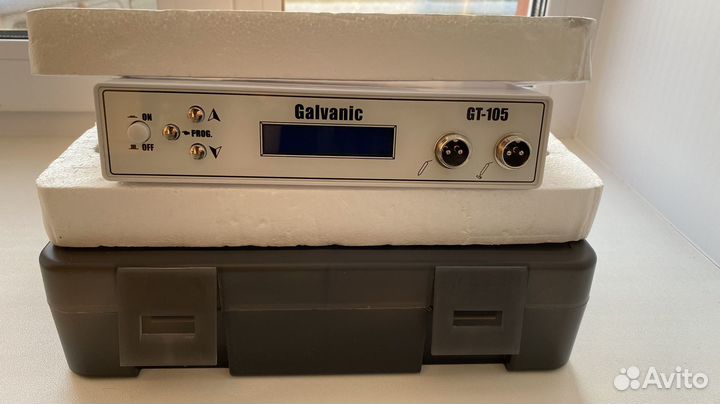 Galvanic GT-105
ON
PROG.
OFF
Avito